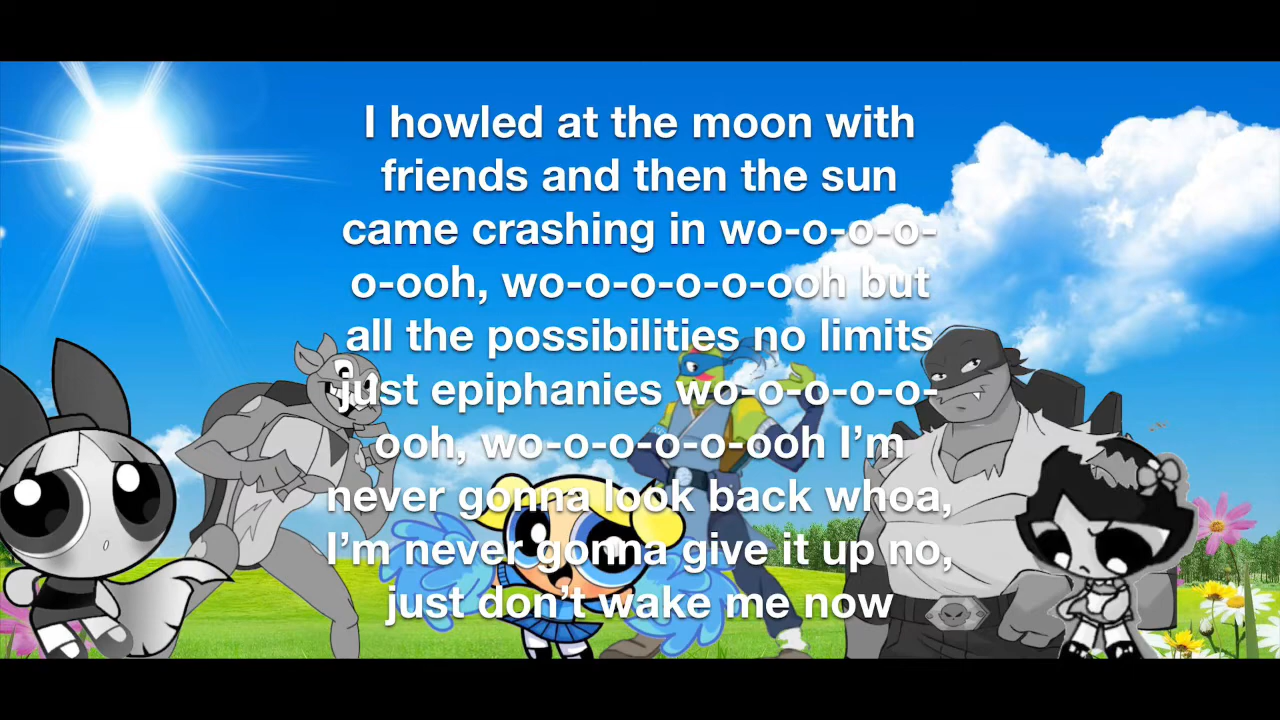 I howled at the moon with
friends and then the sun
came crashing in wo-o-o-o-
o-ooh, wo-o-o-o-o-ooh but
all the possibilities no limits
just epiphanies wo-o-o-o-o-
ooh, wo-o-o-o-o-ooh I’m
never gonna look back whoa,
I’m never gonna give it up no,
just don’t wake me now